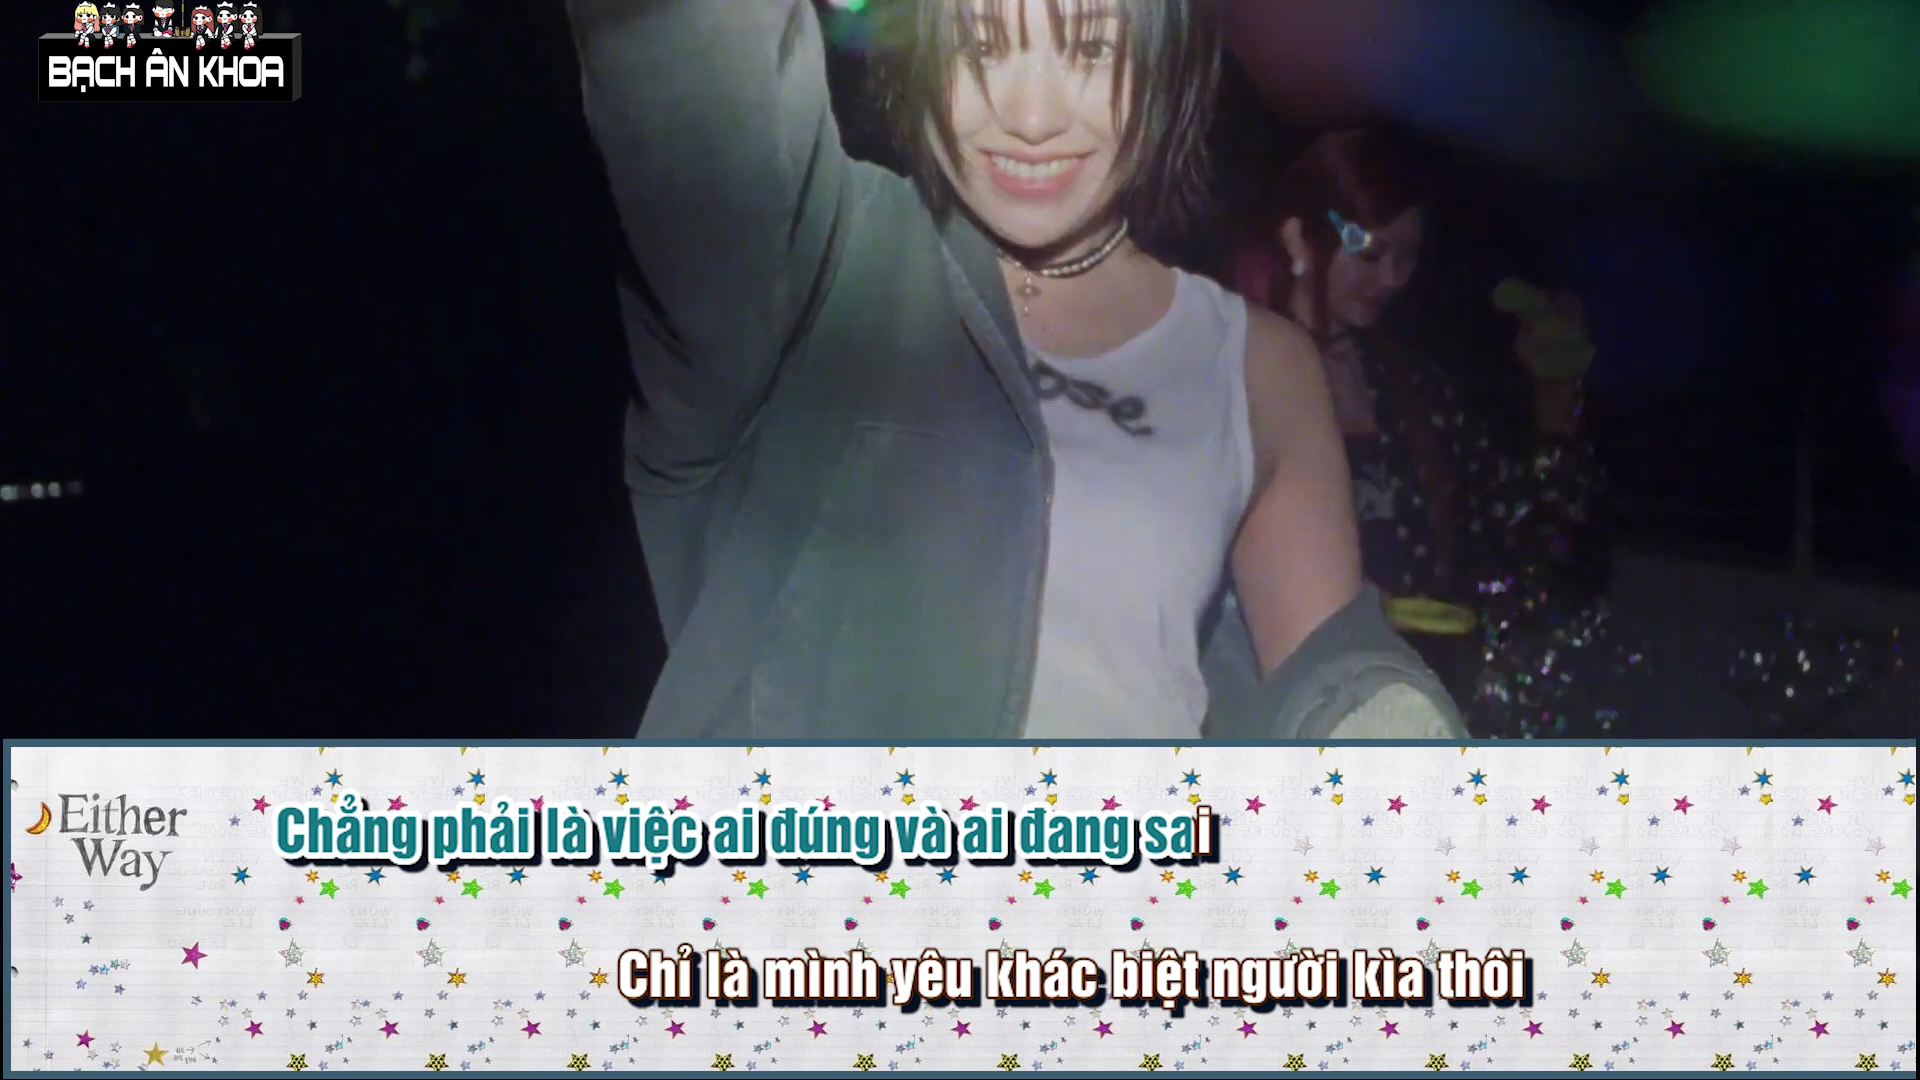 BẠCH ÂN KHOA
Either
Way
Chẳng phải là việc ai đúng và ai đang sai
Chỉ là mình yêu khác biệt người kìa thôi